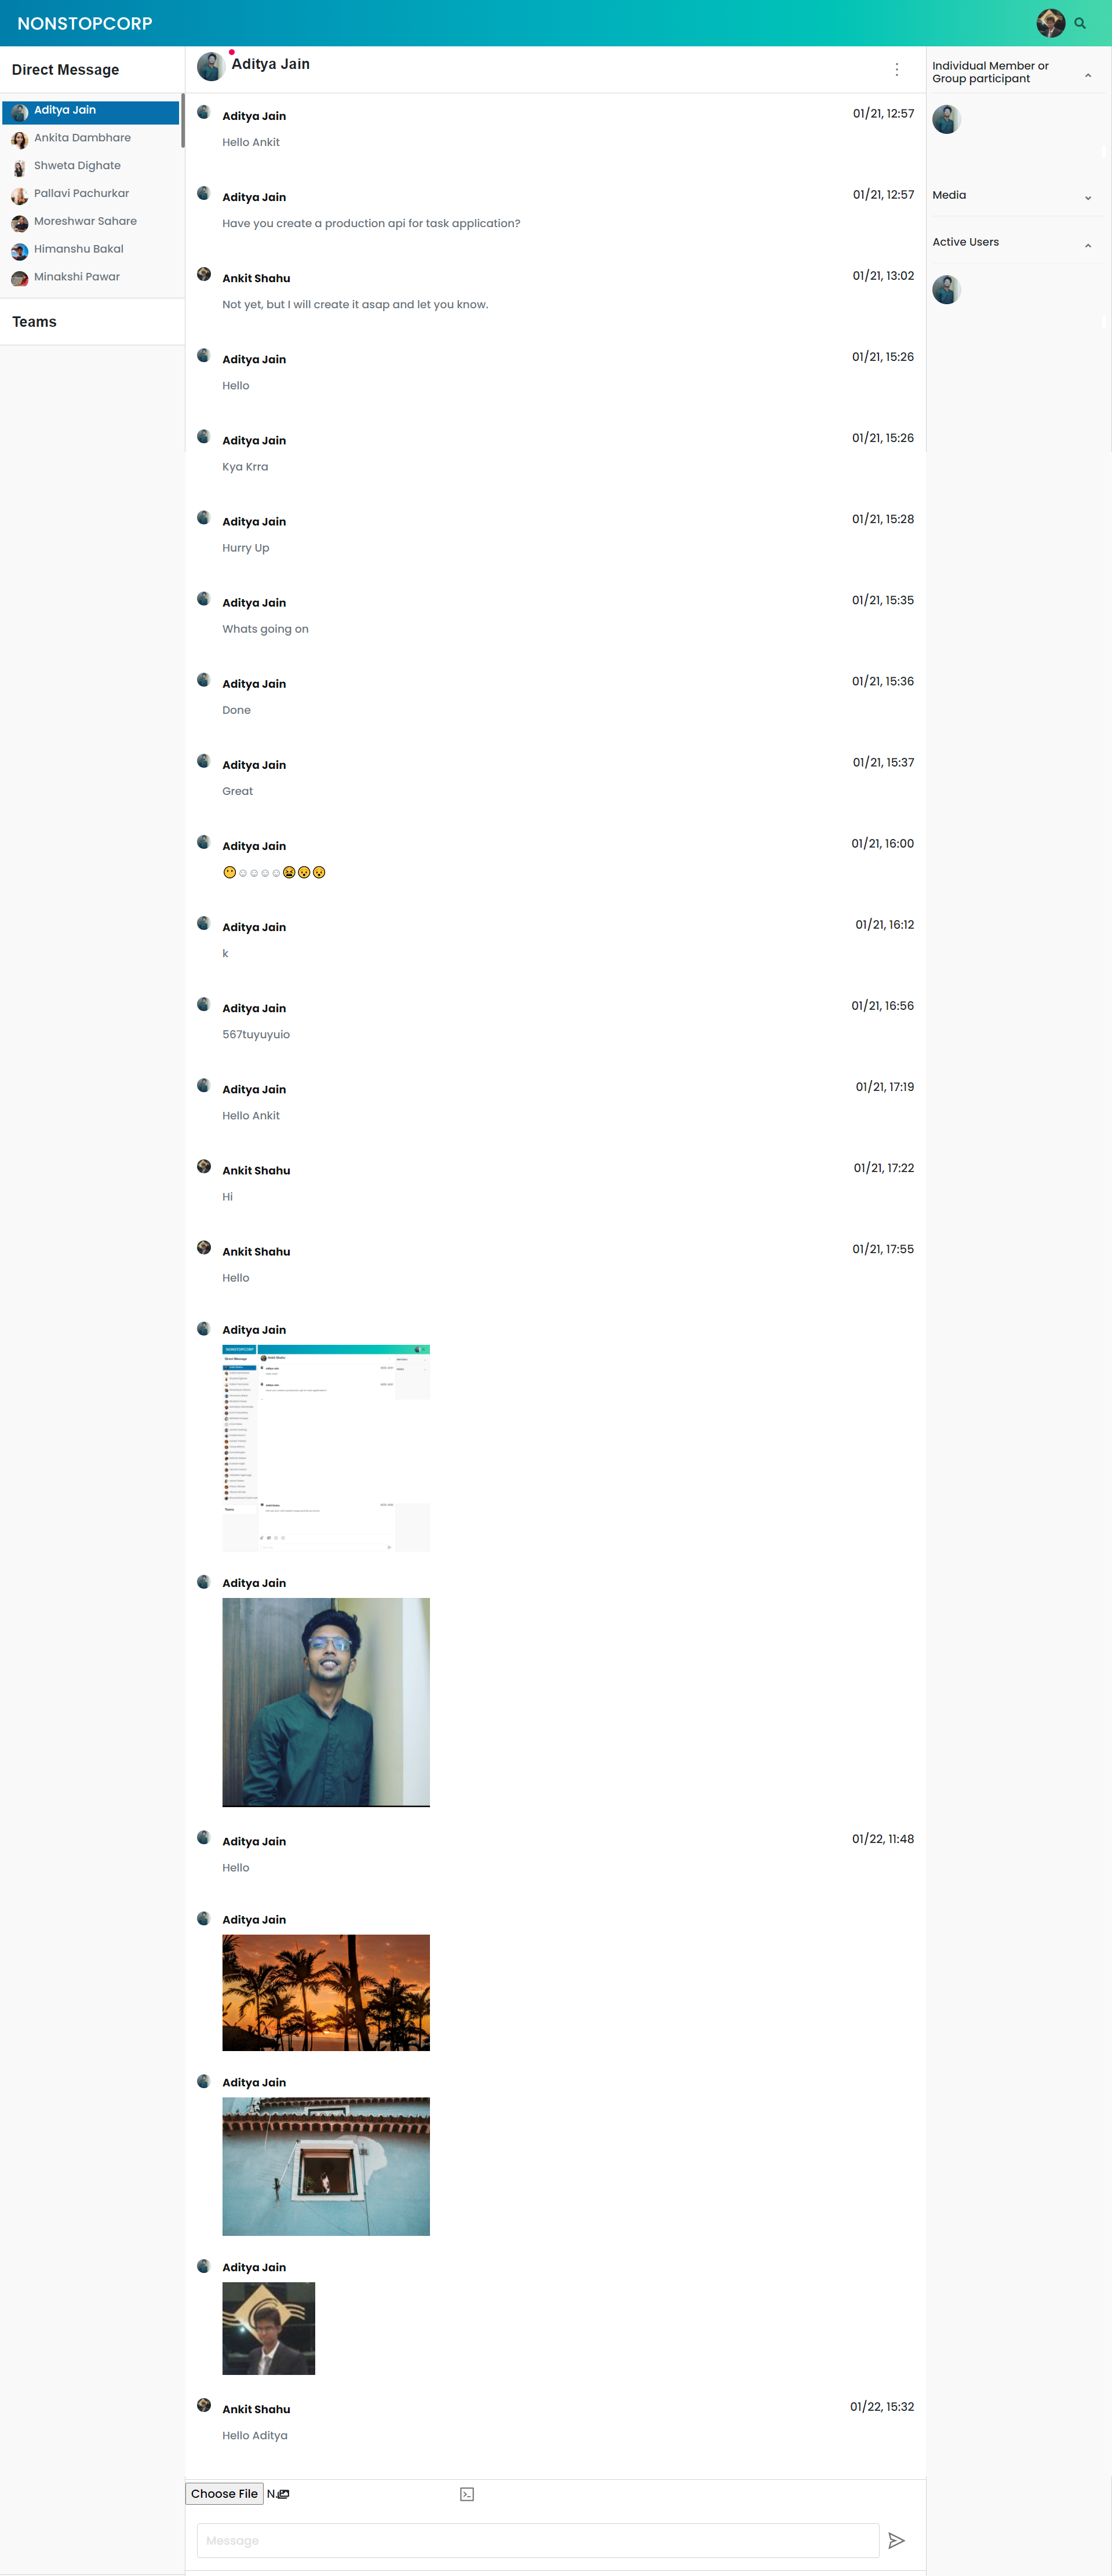 NONSTOPCORP
Direct Message
Aditya Jain
Ankita Dambhare
Shweta Dighate
Pallavi Pachurkar
Moreshwar Sahare
Himanshu Bakal
Minakshi Pawar
Teams
Aditya Jain
Aditya Jain 01/21, 12:57
Hello Ankit
Aditya Jain 01/21, 12:57
Have you create a production api for task application?
Ankit Shahu 01/21, 13:02
Not yet, but I will create it asap and let you know.
Aditya Jain 01/21, 15:26
Hello
Aditya Jain 01/21, 15:26
Kya Krra
Aditya Jain 01/21, 15:28
Hurry Up
Aditya Jain 01/21, 15:35
Whats going on
Aditya Jain 01/21, 15:36
Done
Aditya Jain 01/21, 15:37
Great
Aditya Jain 01/21, 16:00
Aditya Jain 01/21, 16:12
k
Aditya Jain 01/21, 16:56
567tuyuyuio
Aditya Jain 01/21, 17:19
Hello Ankit
Ankit Shahu 01/21, 17:22
Hi
Ankit Shahu 01/21, 17:55
Hello
Aditya Jain
NONSTOPCORP
Direct Message
Teams
Aditya Jain
Aditya Jain 01/22, 11:48
Hello
Aditya Jain
Aditya Jain
Aditya Jain
Ankit Shahu 01/22, 15:32
Hello Aditya
Choose File N.
Message
Individual Member or
Group participant
Media
Active Users